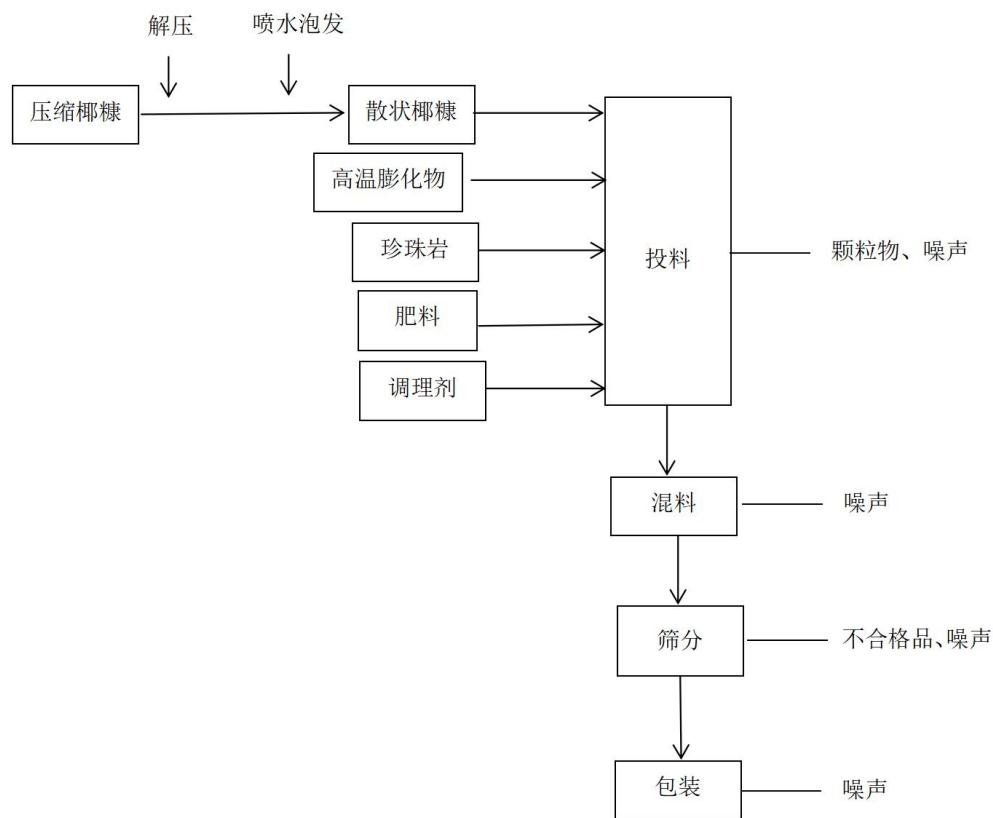 解压
喷水泡发
压缩椰糠
散状椰糠
高温膨化物
珍珠岩
肥料
调理剂
投料
颗粒物、噪声
混料
噪声
筛分
不合格品、噪声
包装
噪声